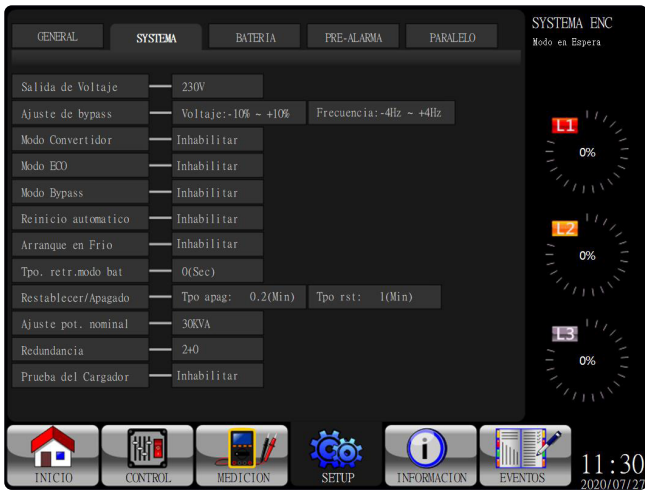 GENERAL SYSTEMA BATERIA PRE-ALARMA PARALELO
SYSTEMA ENC
Modo en Espera
Salida de Voltaje 230V
Ajuste de bypass Voltaje:-10% ~ +10% Frecuencia:-4Hz ~ +4Hz
Modo Convertidor Inhabilitar
Modo ECO Inhabilitar
Modo Bypass Inhabilitar
Reinicio automatico Inhabilitar
Arranque en Frio Inhabilitar
Tpo. retr.modo bat 0(Sec)
Restablecer/Apagado Tpo apag: 0.2(Min) Tpo rst: 1(Min)
Ajuste pot. nominal 30KVA
Redundancia 2+0
Prueba del Cargador Inhabilitar
L1
0%
L2
0%
L3
0%
INICIO CONTROL MEDICION SETUP INFORMACION EVENTOS
11:30
2020/07/27